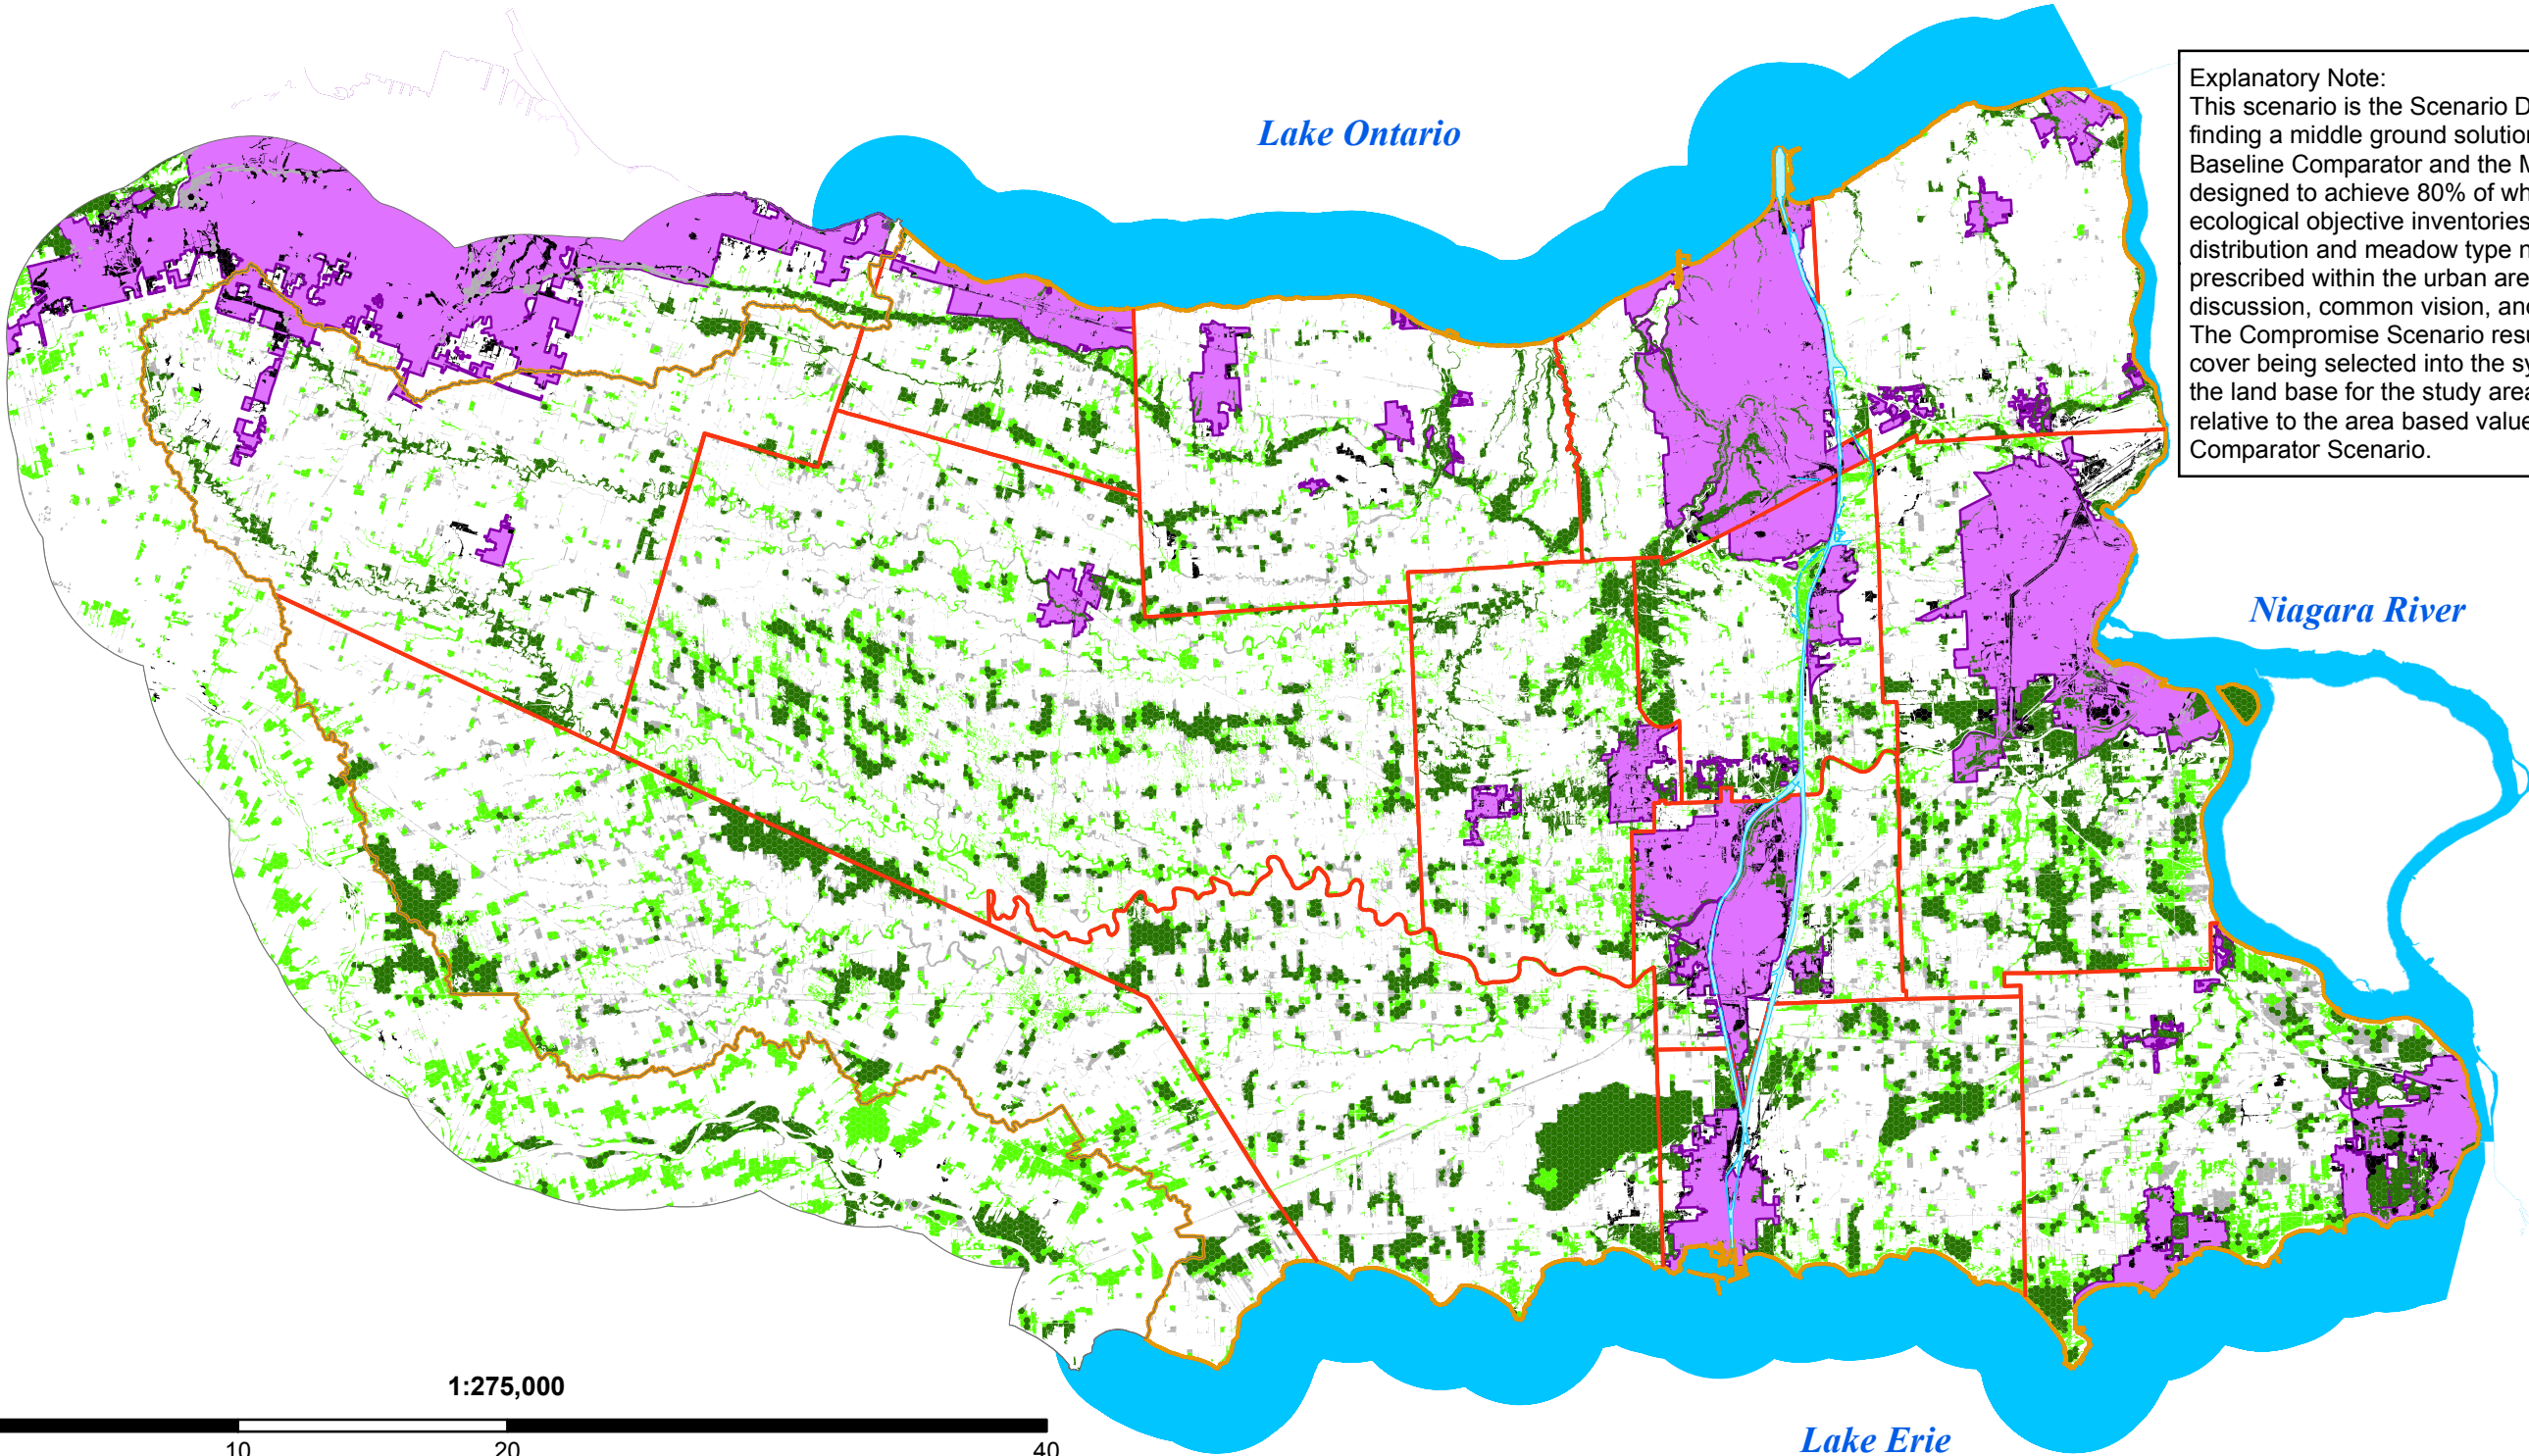 Lake Ontario
Explanatory Note:
This scenario is the Scenario D
finding a middle ground solution
Baseline Comparator and the M
designed to achieve 80% of wh
ecological objective inventories
distribution and meadow type n
prescribed within the urban are
discussion, common vision, and
The Compromise Scenario resu
cover being selected into the sy
the land base for the study area
relative to the area based value
Comparator Scenario.
Niagara River
1:275,000
10 20 40
Lake Erie